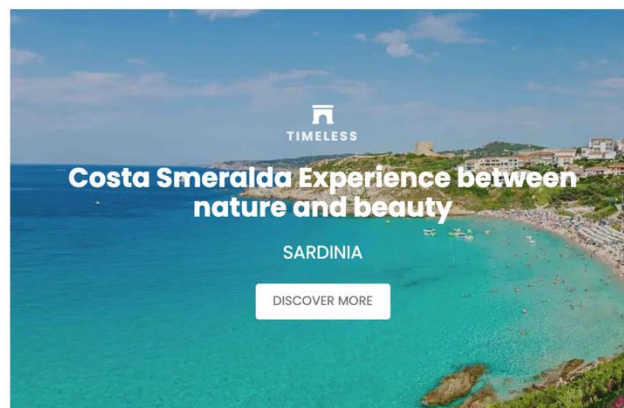 TIMELESS
Costa Smeralda Experience between
nature and beauty
SARDINIA
DISCOVER MORE